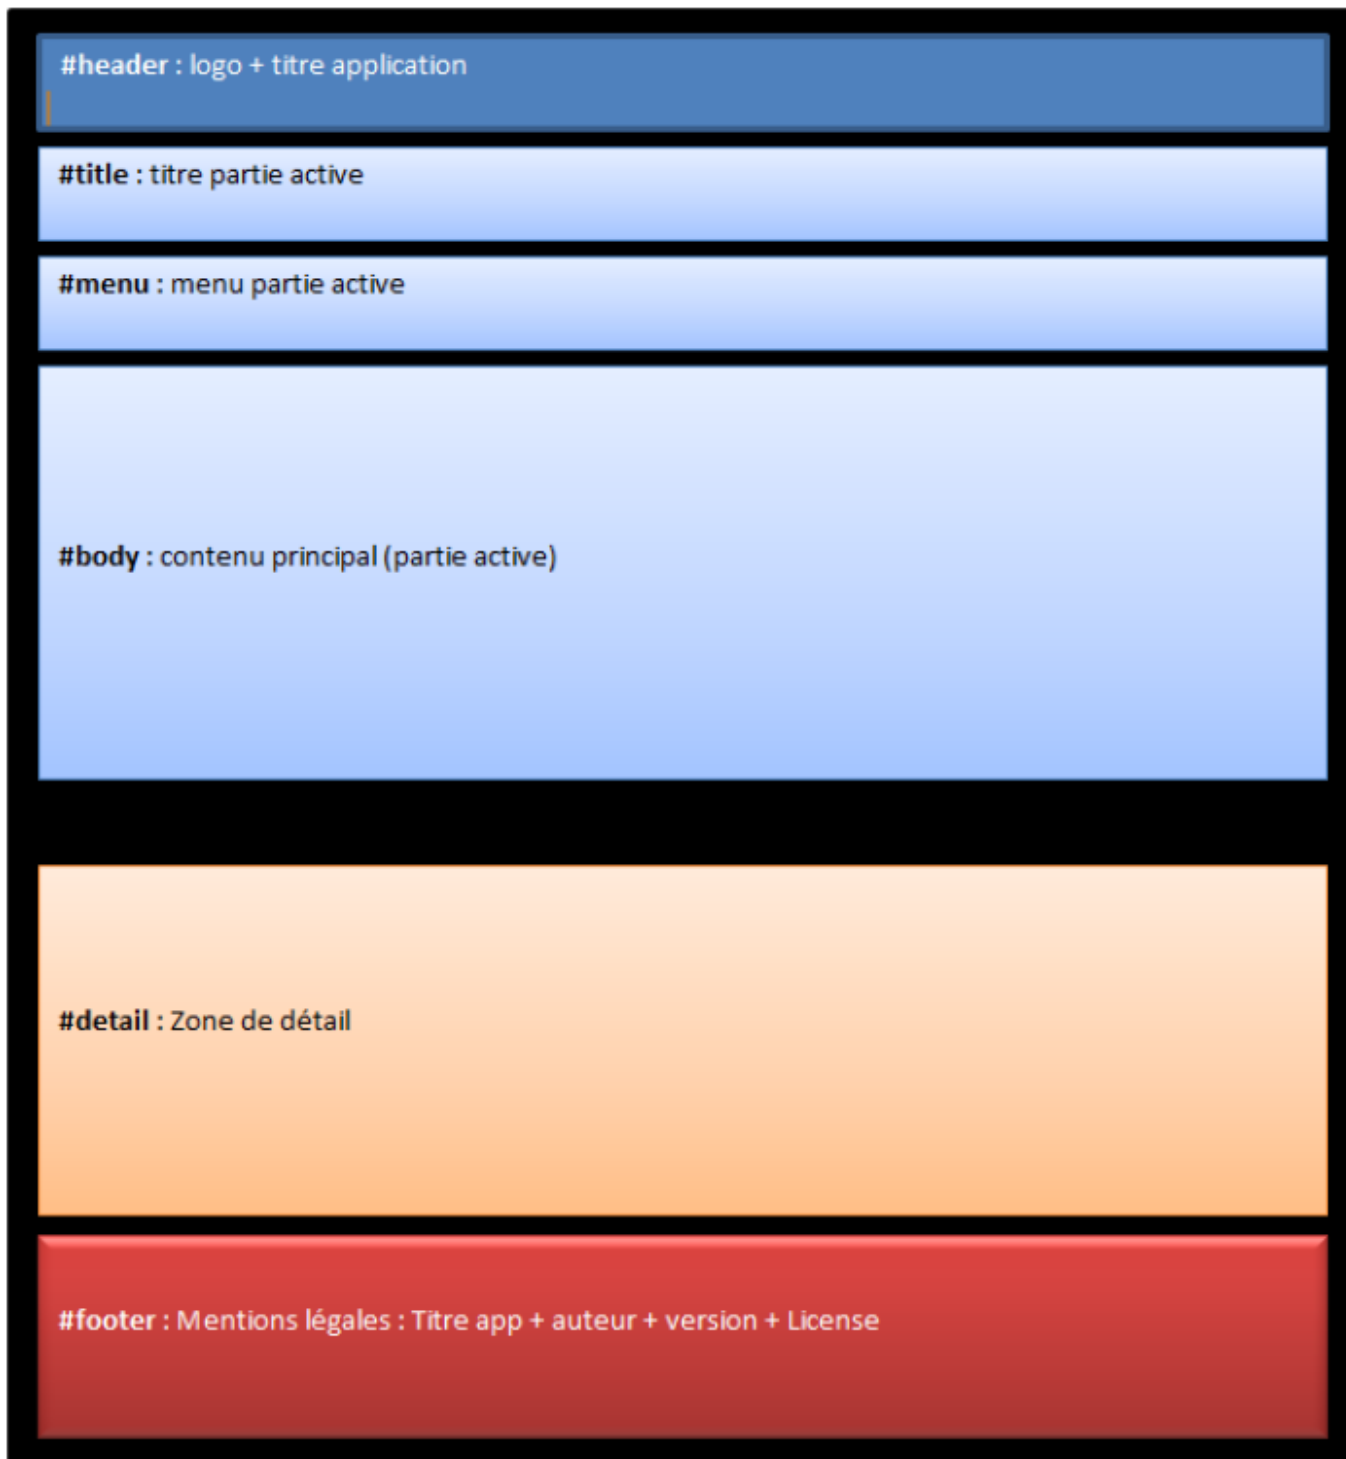 #header : logo + titre application
#title : titre partie active
#menu : menu partie active
#body : contenu principal (partie active)
#detail : Zone de détail
#footer : Mentions légales : Titre app + auteur + version + License